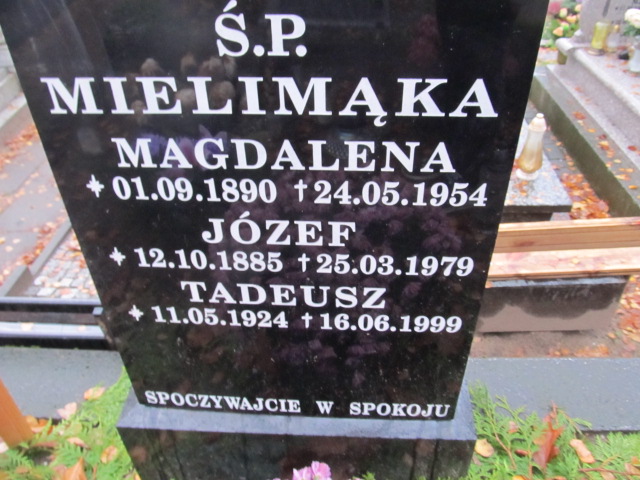 Ś.P.
MIELIMĄKA
MAGDALENA
* 01.09.1890 † 24.05.1954
JÓZEF
* 12.10.1885 † 25.03.1979
TADEUSZ
* 11.05.1924 † 16.06.1999
SPOCZYWAJCIE W SPOKOJU